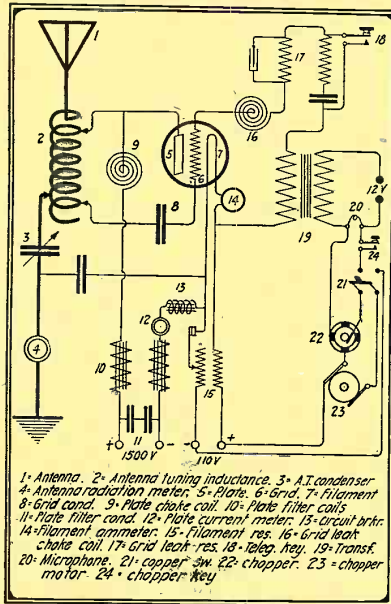 1
18
17
2
9
5
7
16
6
14
12V
8
19
20
3
24
13
21
12
22
4
10
15
23
11
+ 1500V - - 110V +
1= Antenna. 2= Antenna tuning inductance. 3= A.T. condenser
4= Antenna radiation meter. 5= Plate. 6= Grid. 7= Filament
8= Grid cond. 9= Plate choke coil. 10= Plate filter coils
11= Plate filter cond. 12= Plate current meter. 13= Circuit brkr.
14= Filament ammeter. 15= Filament res. 16= Grid leak
choke coil. 17= Grid leak res. 18= Teleg. key. 19= Transf.
20= Microphone. 21= copper sw. 22= chopper. 23= chopper
motor. 24= chopper key